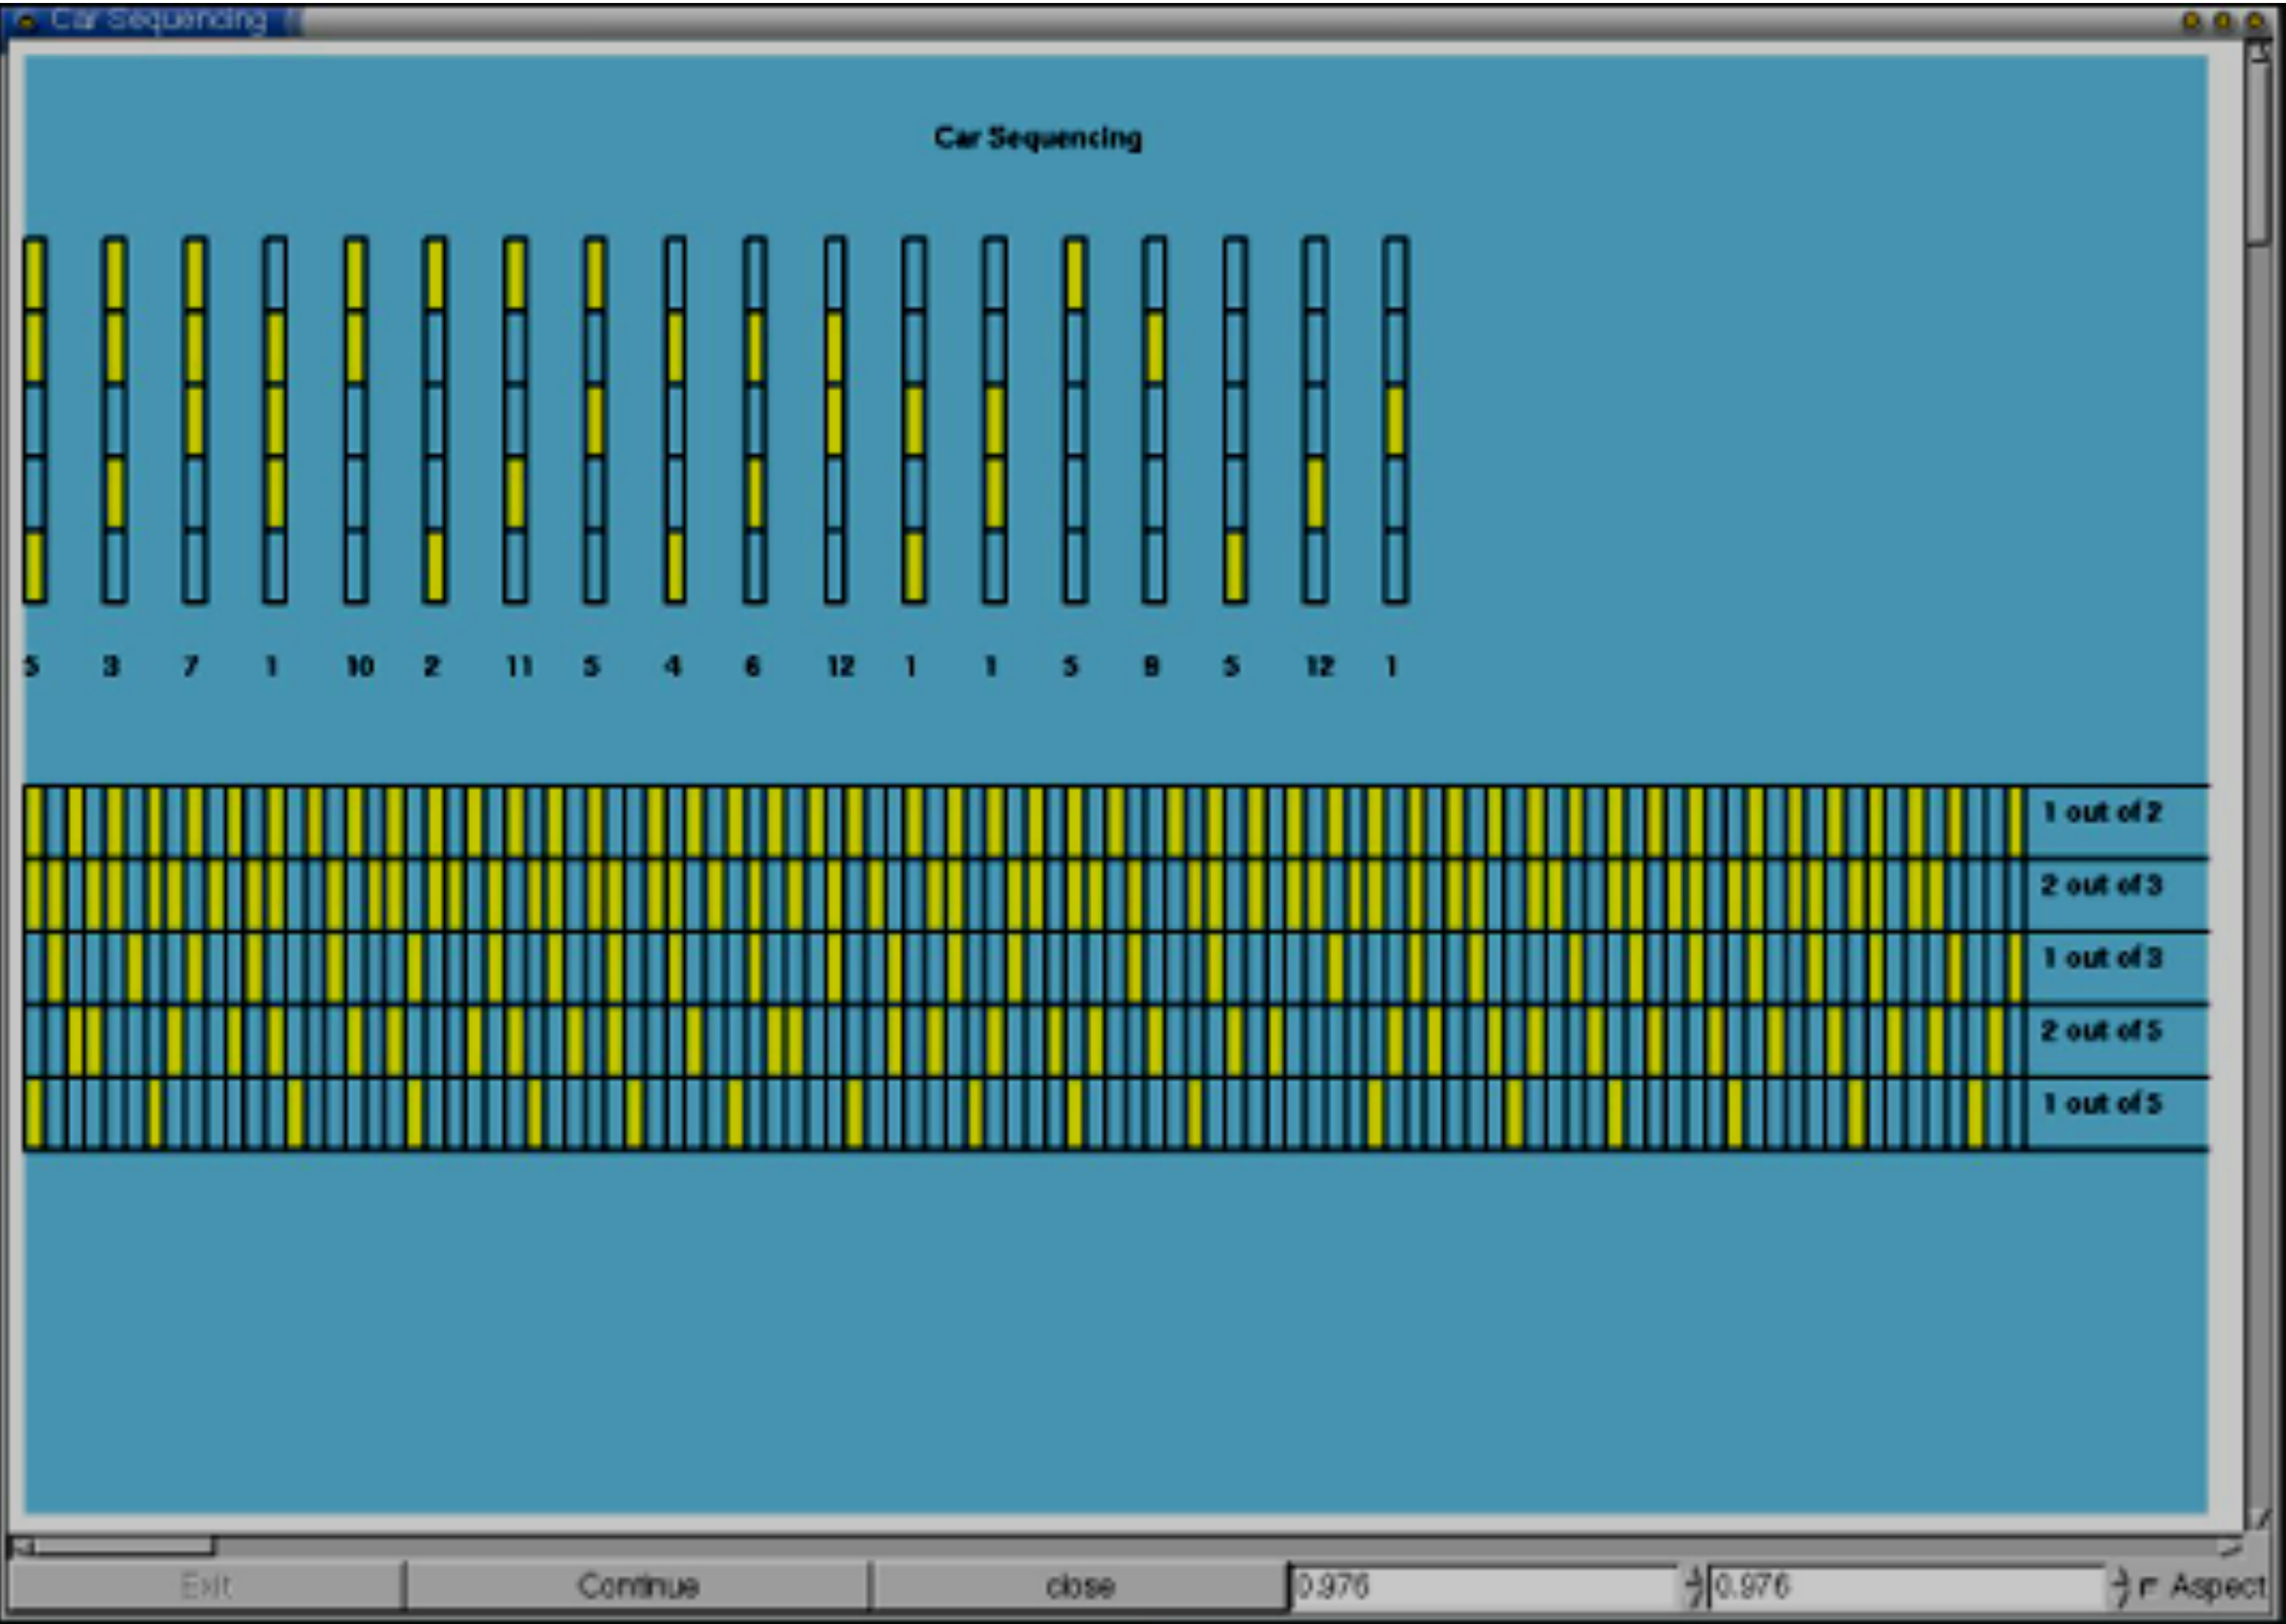 Car Sequencing
Car Sequencing
5 3 7 1 10 2 11 5 4 6 12 1 1 5 9 5 12 1
1 out of 2
2 out of 3
1 out of 3
2 out of 5
1 out of 5
Exit Continue close 0.976 0.976 Aspect